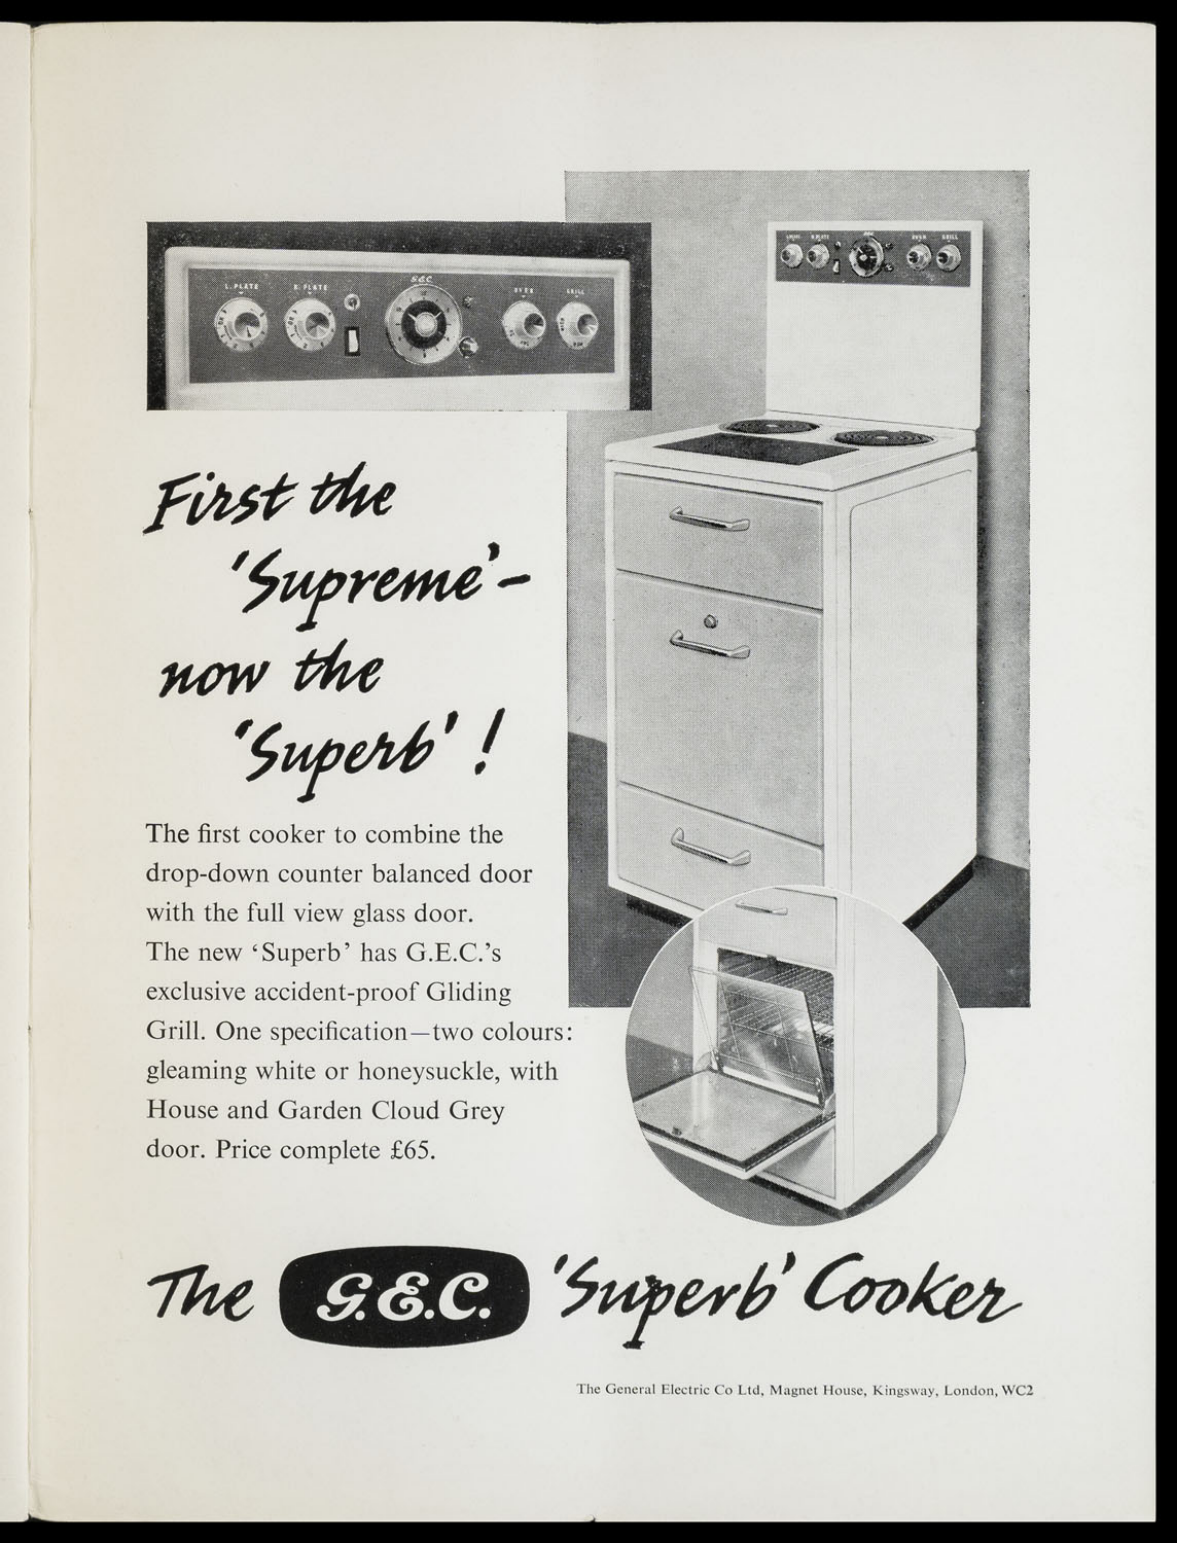 L. PLATE R. PLATE G.E.C. OVEN GRILL
First the
'Supreme'-
now the
'Superb' !
The first cooker to combine the
drop-down counter balanced door
with the full view glass door.
The new ‘Superb’ has G.E.C.’s
exclusive accident-proof Gliding
Grill. One specification—two colours:
gleaming white or honeysuckle, with
House and Garden Cloud Grey
door. Price complete £65.
The G.E.C. 'Superb' Cooker
The General Electric Co Ltd, Magnet House, Kingsway, London, WC2